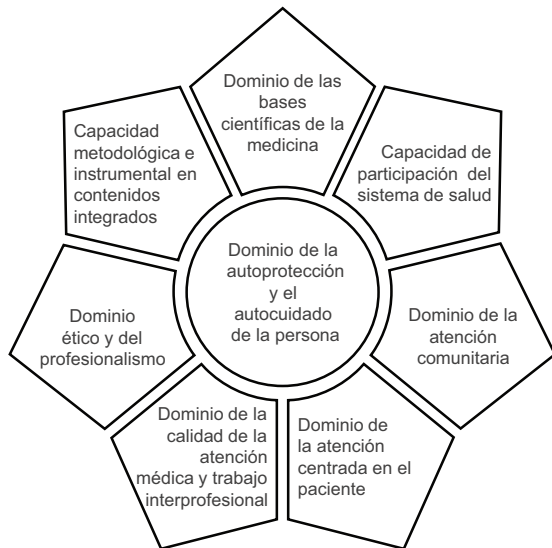 Dominio de las
bases
científicas de la
medicina
Capacidad de
participación del
sistema de salud
Dominio de la
atención
comunitaria
Dominio de
la atención
centrada en el
paciente
Dominio de la
calidad de la
atención
médica y trabajo
interprofesional
Dominio
ético y del
profesionalismo
Capacidad
metodológica e
instrumental en
contenidos
integrados
Dominio de la
autoprotección
y el
autocuidado
de la persona